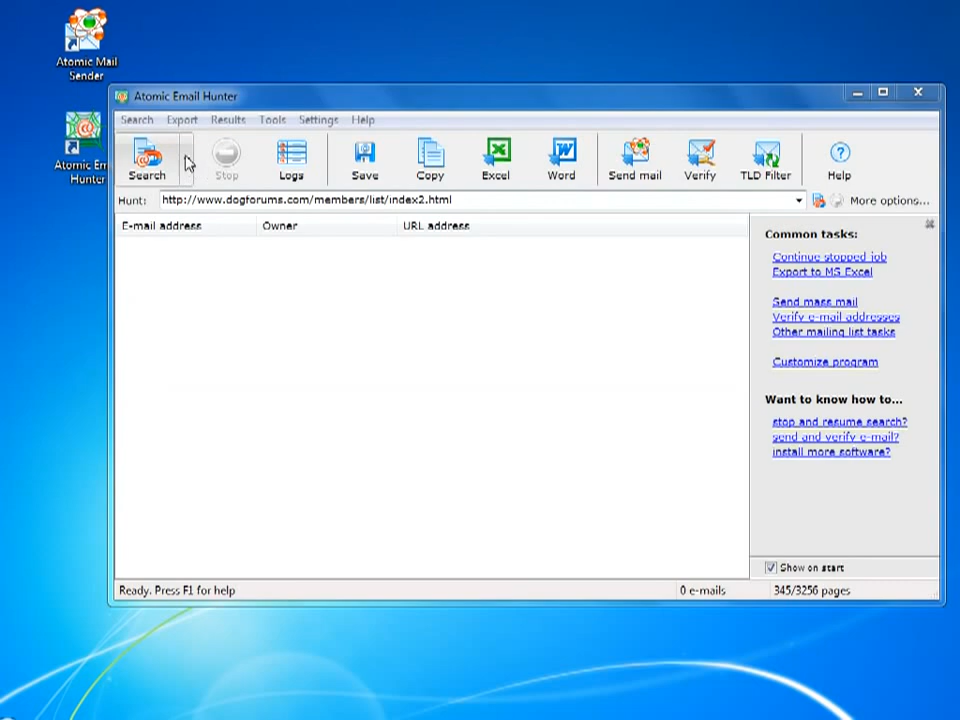 Atomic Mail
Sender
Atomic Em
Hunter
Atomic Email Hunter
Search Export Results Tools Settings Help
Search Stop Logs Save Copy Excel Word Send mail Verify TLD Filter Help
Hunt: http://www.dogforums.com/members/list/index2.html More options...
E-mail address Owner URL address
Common tasks:
Continue stopped job
Export to MS Excel
Send mass mail
Verify e-mail addresses
Other mailing list tasks
Customize program
Want to know how to...
stop and resume search?
send and verify e-mail?
install more software?
Show on start
Ready. Press F1 for help 0 e-mails 345/3256 pages